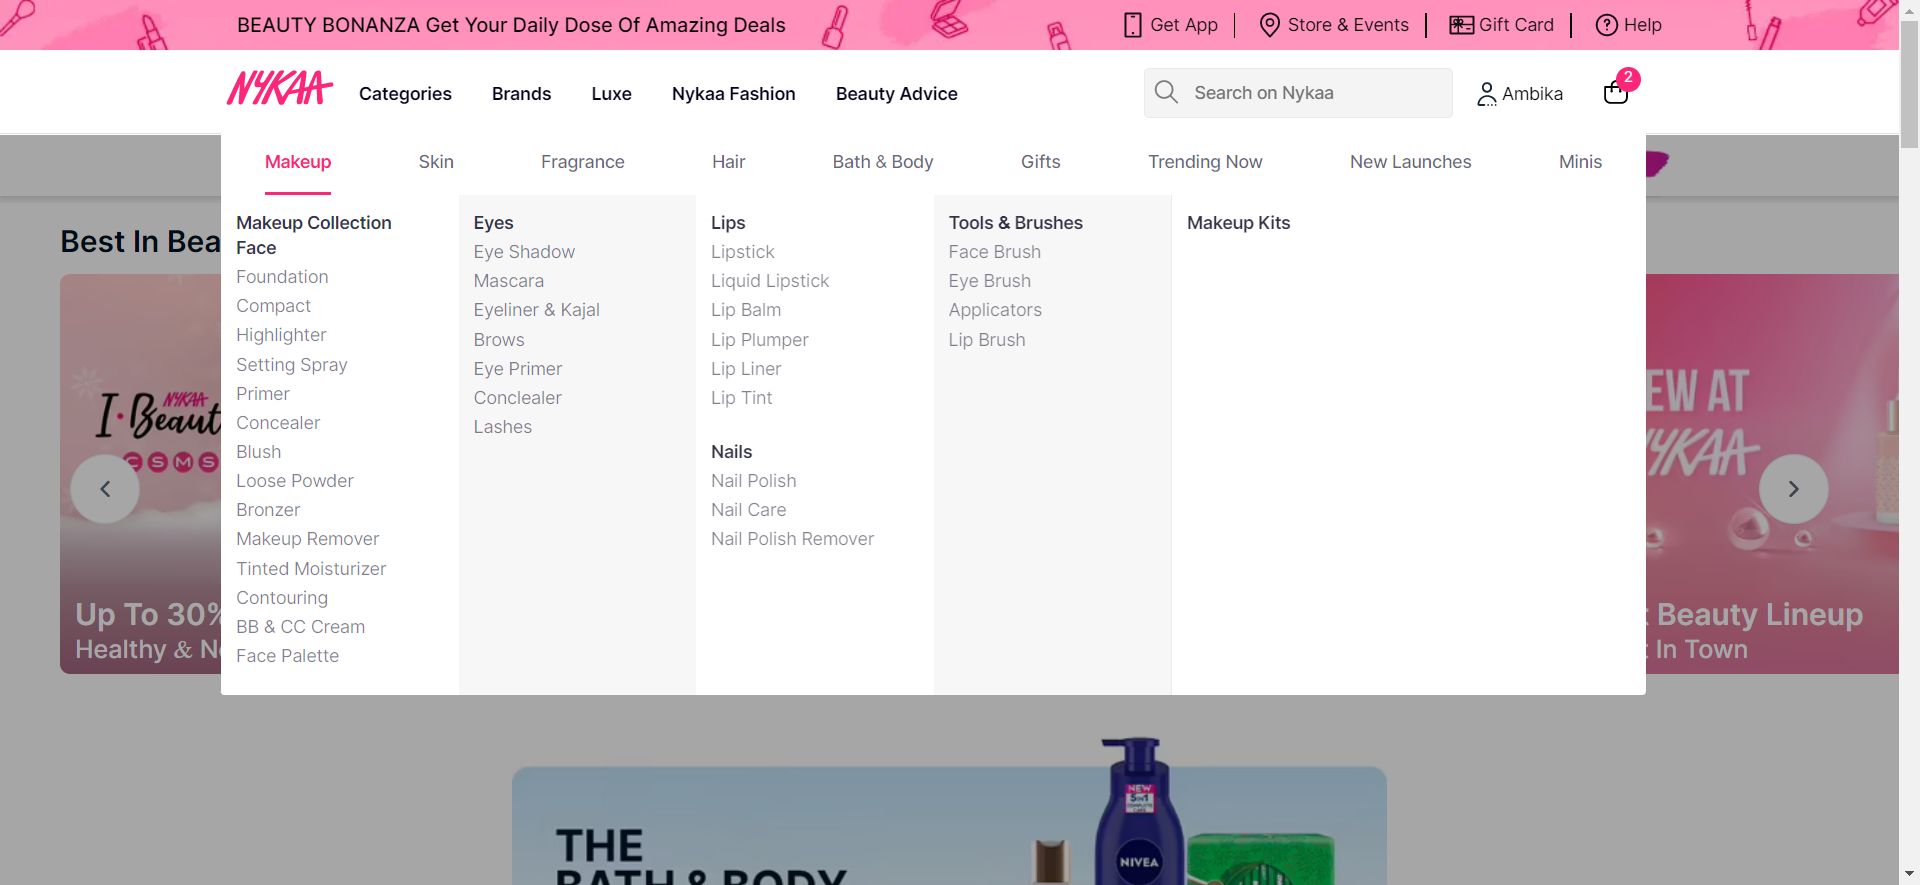 BEAUTY BONANZA Get Your Daily Dose Of Amazing Deals
Get App
Store & Events
Gift Card
Help
NYKAA
Categories
Brands
Luxe
Nykaa Fashion
Beauty Advice
Search on Nykaa
Ambika
2
Makeup
Skin
Fragrance
Hair
Bath & Body
Gifts
Trending Now
New Launches
Minis
Makeup Collection
Face
Foundation
Compact
Highlighter
Setting Spray
Primer
Concealer
Blush
Loose Powder
Bronzer
Makeup Remover
Tinted Moisturizer
Contouring
BB & CC Cream
Face Palette
Eyes
Eye Shadow
Mascara
Eyeliner & Kajal
Brows
Eye Primer
Conclealer
Lashes
Lips
Lipstick
Liquid Lipstick
Lip Balm
Lip Plumper
Lip Liner
Lip Tint
Nails
Nail Polish
Nail Care
Nail Polish Remover
Tools & Brushes
Face Brush
Eye Brush
Applicators
Lip Brush
Makeup Kits
Best In Bea
NYKAA
I·Beaut
C S M S
Up To 30%
Healthy & N
EW AT
NYKAA
t Beauty Lineup
t In Town
THE
BATH & BODY
NEW
5in1
COMPLETE
CARE
NIVEA